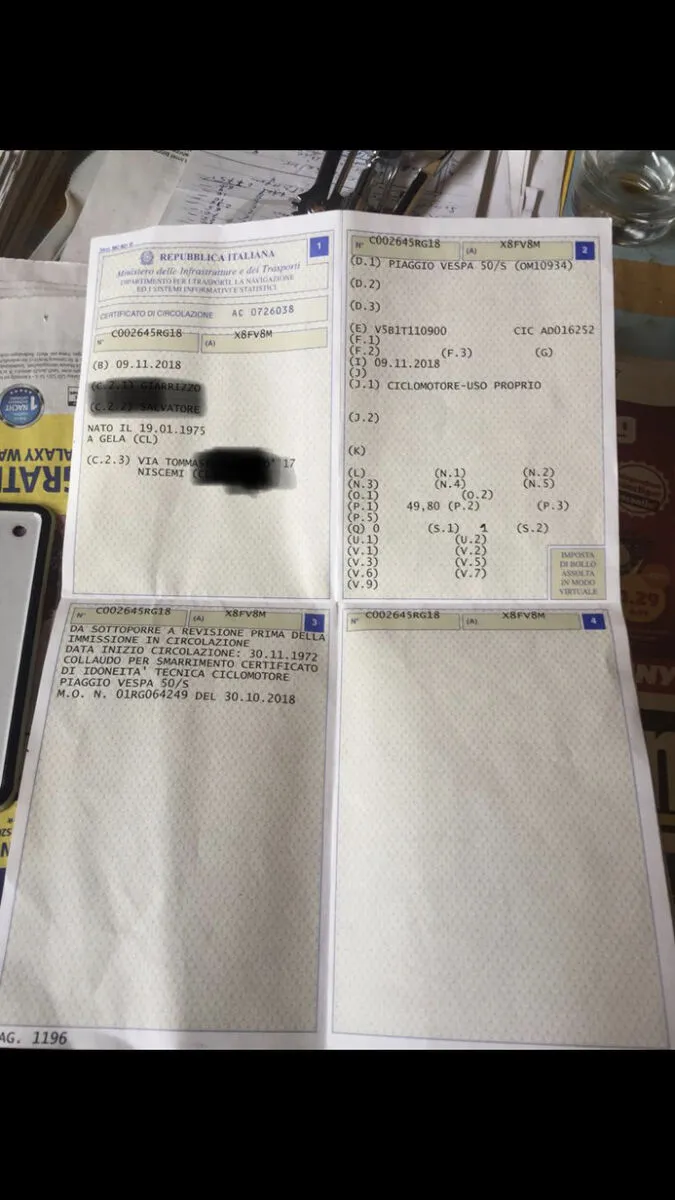 REPUBBLICA ITALIANA
1
Ministero delle Infrastrutture e dei Trasporti
DIPARTIMENTO PER I TRASPORTI, LA NAVIGAZIONE
ED I SISTEMI INFORMATIVI E STATISTICI
CERTIFICATO DI CIRCOLAZIONE AC 0726038
N° C002645RG18 (A) X8FV8M
(B) 09.11.2018
(C.2.1)
(C.2.2)
NATO IL 19.01.1975
A GELA (CL)
(C.2.3) VIA 17
NISCEMI
N° C002645RG18 (A) X8FV8M 2
(D.1) PIAGGIO VESPA 50/S (OM10934)
(D.2)
(D.3)
(E) V5B1T110900 CIC AD016252
(F.1)
(F.2) (F.3) (G)
(I) 09.11.2018
(J)
(J.1) CICLOMOTORE-USO PROPRIO
(J.2)
(K)
(L) (N.1) (N.2)
(N.3) (N.4) (N.5)
(O.1) (O.2)
(P.1) 49,80 (P.2) (P.3)
(P.5)
(Q) 0 (S.1) 1 (S.2)
(U.1) (U.2)
(V.1) (V.2)
(V.3) (V.5)
(V.6) (V.7)
(V.9)
IMPOSTA
DI BOLLO
ASSOLTA
IN MODO
VIRTUALE
N° C002645RG18 (A) X8FV8M 3
DA SOTTOPORRE A REVISIONE PRIMA DELLA
IMMISSIONE IN CIRCOLAZIONE
DATA INIZIO CIRCOLAZIONE: 30.11.1972
COLLAUDO PER SMARRIMENTO CERTIFICATO
DI IDONEITA' TECNICA CICLOMOTORE
PIAGGIO VESPA 50/S
M.O. N. 01RG064249 DEL 30.10.2018
N° C002645RG18 (A) X8FV8M 4
AG. 1196